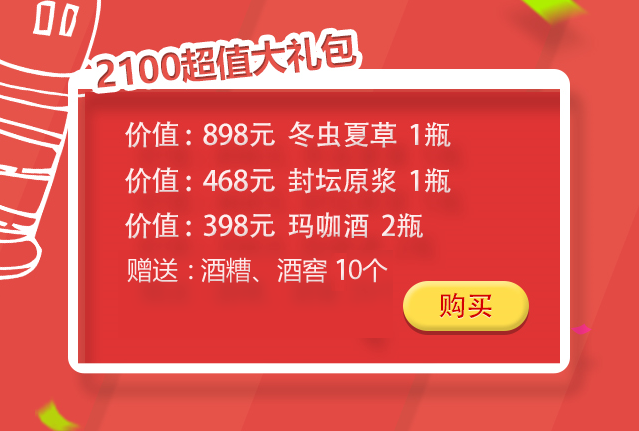 2100超值大礼包
价值：898元 冬虫夏草 1瓶
价值：468元 封坛原浆 1瓶
价值：398元 玛咖酒 2瓶
赠送：酒糟、酒窖 10个
购买